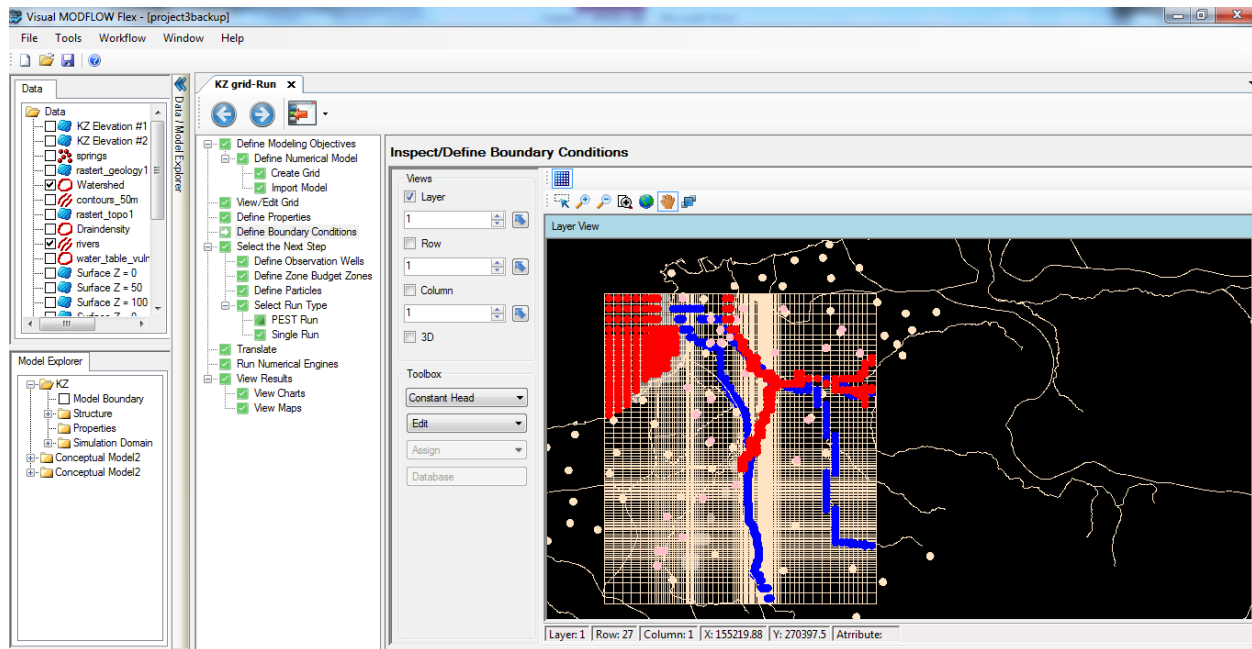 Visual MODFLOW Flex - [project3backup]
File Tools Workflow Window Help
Data
Data
KZ Elevation #1
KZ Elevation #2
springs
rastert_geology1
Watershed
contours_50m
rastert_topo1
Draindensity
rivers
water_table_vulr
Surface Z = 0
Surface Z = 50
Surface Z = 100
Model Explorer
KZ
Model Boundary
Structure
Properties
Simulation Domain
Conceptual Model2
Conceptual Model2
Data / Model Explorer
KZ grid-Run X
Define Modeling Objectives
Define Numerical Model
Create Grid
Import Model
View/Edit Grid
Define Properties
Define Boundary Conditions
Select the Next Step
Define Observation Wells
Define Zone Budget Zones
Define Particles
Select Run Type
PEST Run
Single Run
Translate
Run Numerical Engines
View Results
View Charts
View Maps
Inspect/Define Boundary Conditions
Views
Layer
1
Row
1
Column
1
3D
Toolbox
Constant Head
Edit
Assign
Database
Layer View
Layer: 1 Row: 27 Column: 1 X: 155219.88 Y: 270397.5 Atrribute: